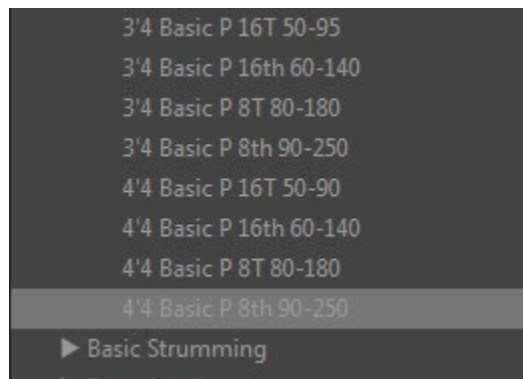 3'4 Basic P 16T 50-95
3'4 Basic P 16th 60-140
3'4 Basic P 8T 80-180
3'4 Basic P 8th 90-250
4'4 Basic P 16T 50-90
4'4 Basic P 16th 60-140
4'4 Basic P 8T 80-180
4'4 Basic P 8th 90-250
▶ Basic Strumming